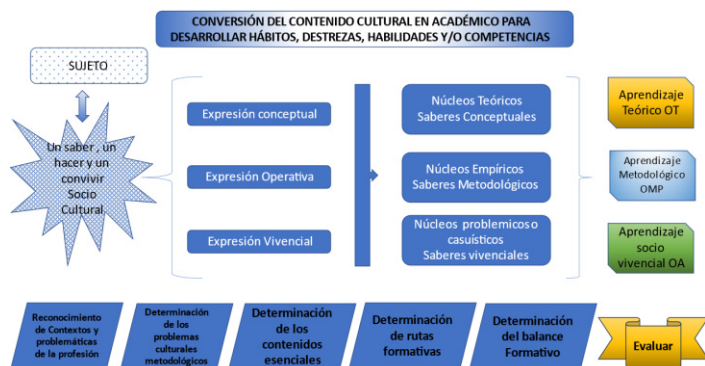 CONVERSIÓN DEL CONTENIDO CULTURAL EN ACADÉMICO PARA
DESARROLLAR HÁBITOS, DESTREZAS, HABILIDADES Y/O COMPETENCIAS
SUJETO
Un saber , un
hacer y un
convivir
Socio
Cultural
Expresión conceptual
Expresión Operativa
Expresión Vivencial
Núcleos Teóricos
Saberes Conceptuales
Núcleos Empíricos
Saberes Metodológicos
Núcleos problemicos o
casuísticos
Saberes vivenciales
Aprendizaje
Teórico OT
Aprendizaje
Metodológico
OMP
Aprendizaje
socio
vivencial OA
Reconocimiento
de Contextos y
problemáticas
de la profesión
Determinación
de los
problemas
culturales
metodológicos
Determinación
de los
contenidos
esenciales
Determinación
de rutas
formativas
Determinación
del balance
Formativo
Evaluar